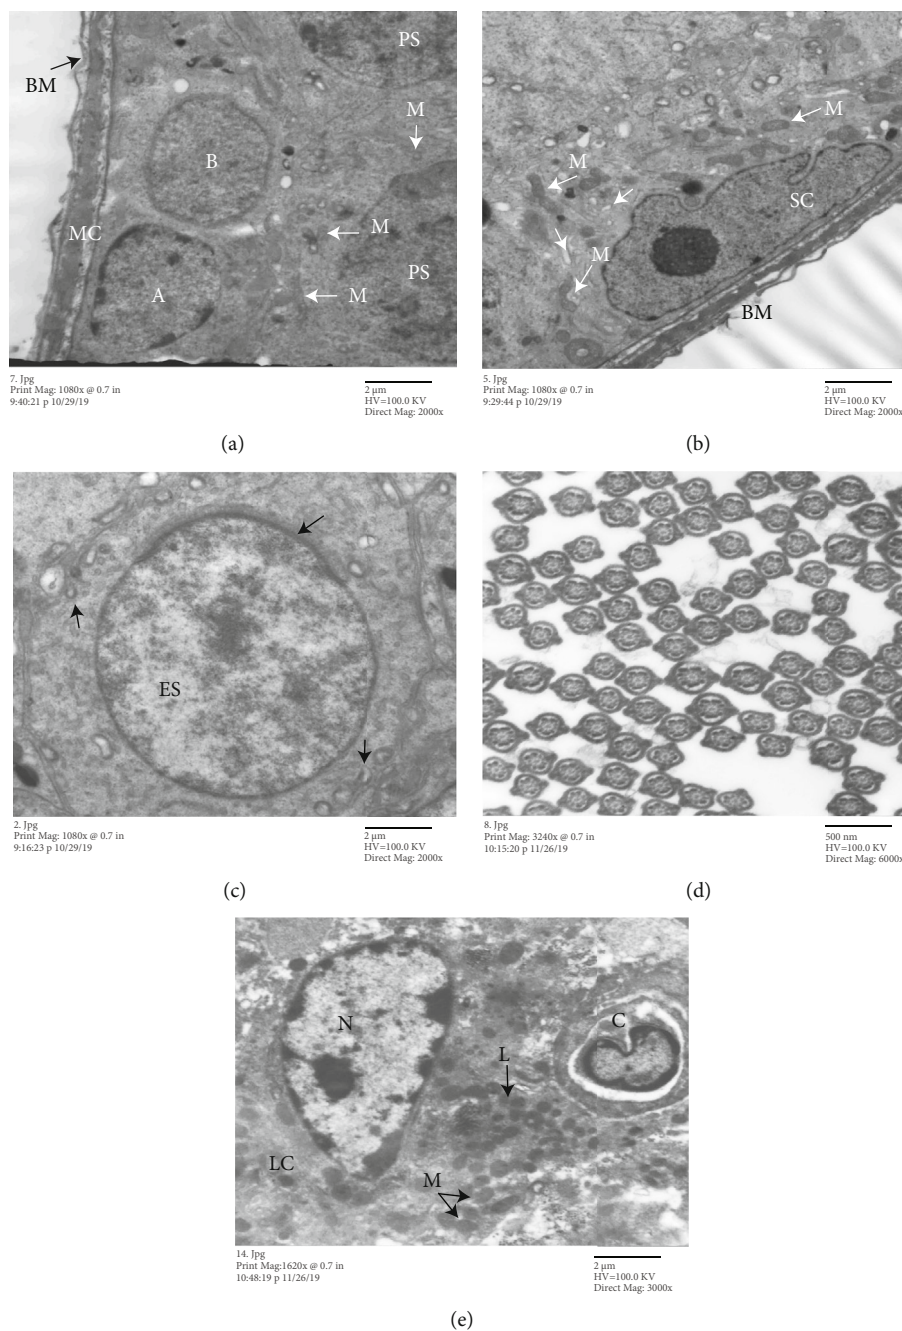 BM
PS
M
B
MC
M
PS
A
M
7. Jpg
Print Mag: 1080x @ 0.7 in
9:40:21 p 10/29/19
2 μm
HV=100.0 KV
Direct Mag: 2000x
(a)
M
M
SC
M
BM
5. Jpg
Print Mag: 1080x @ 0.7 in
9:29:44 p 10/29/19
2 μm
HV=100.0 KV
Direct Mag: 2000x
(b)
ES
2. Jpg
Print Mag: 1080x @ 0.7 in
9:16:23 p 10/29/19
2 μm
HV=100.0 KV
Direct Mag: 2000x
(c)
8. Jpg
Print Mag: 3240x @ 0.7 in
10:15:20 p 11/26/19
500 nm
HV=100.0 KV
Direct Mag: 6000x
(d)
N
C
L
LC
M
14. Jpg
Print Mag:1620x @ 0.7 in
10:48:19 p 11/26/19
2 μm
HV=100.0 KV
Direct Mag: 3000x
(e)